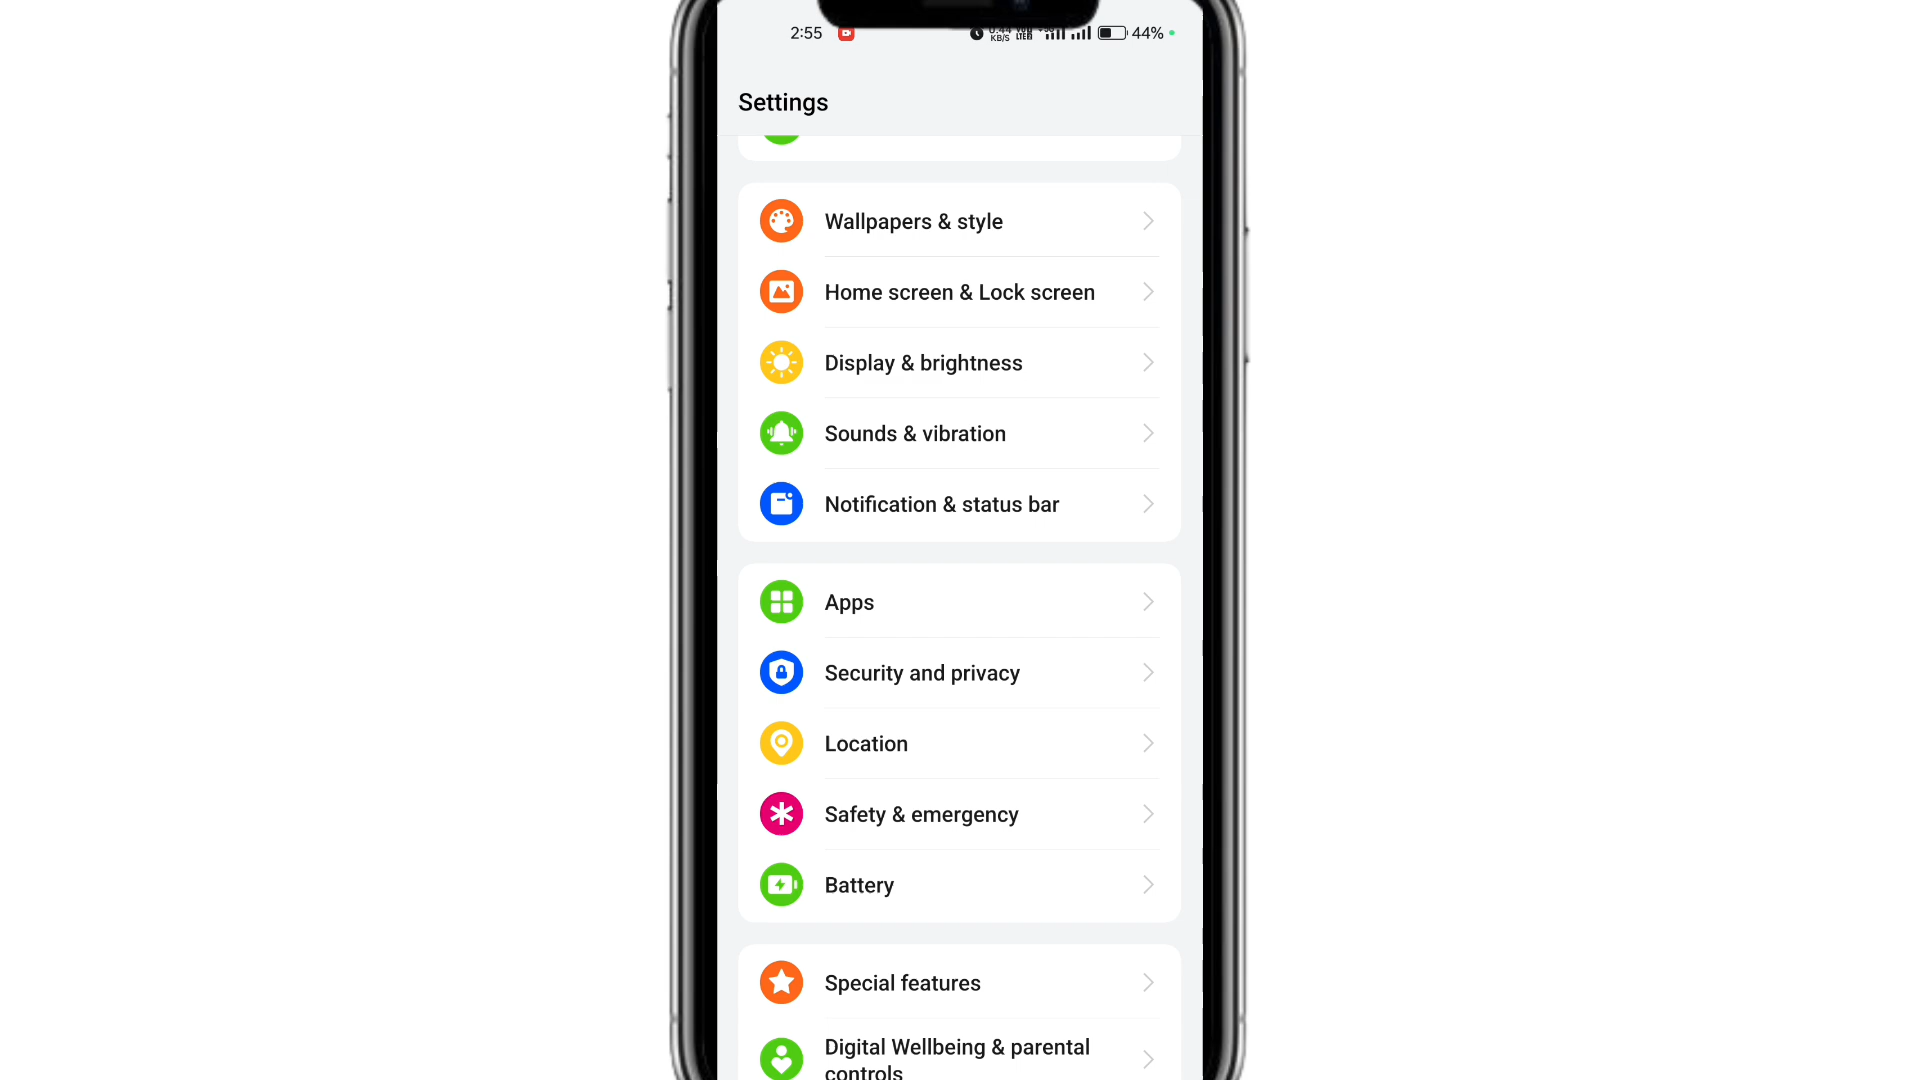 2:55 KB/S 44%
Settings
Wallpapers & style
Home screen & Lock screen
Display & brightness
Sounds & vibration
Notification & status bar
Apps
Security and privacy
Location
Safety & emergency
Battery
Special features
Digital Wellbeing & parental
controls